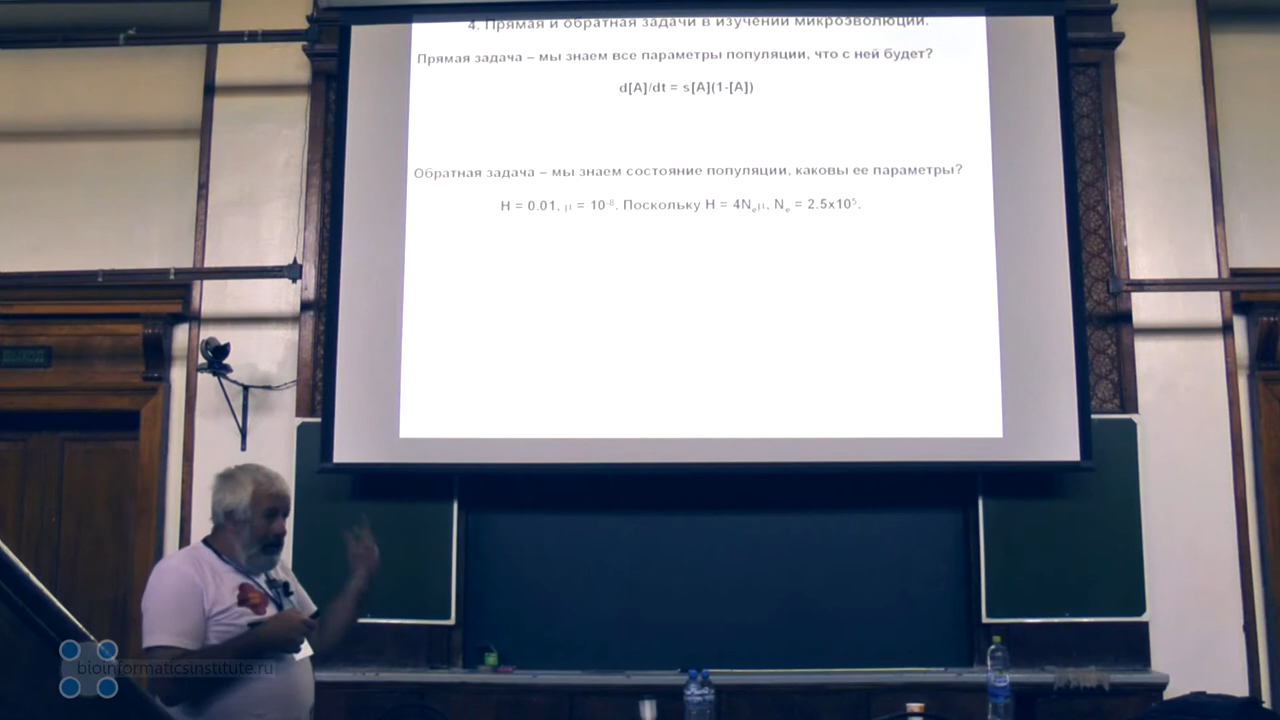 4. Прямая и обратная задачи в изучении микроэволюции.
Прямая задача – мы знаем все параметры популяции, что с ней будет?
d[A]/dt = s[A](1-[A])
Обратная задача – мы знаем состояние популяции, каковы ее параметры?
H = 0.01, μ = 10⁻⁸. Поскольку H = 4Nₑμ, Nₑ = 2.5x10⁵.
bioinformaticsinstitute.ru